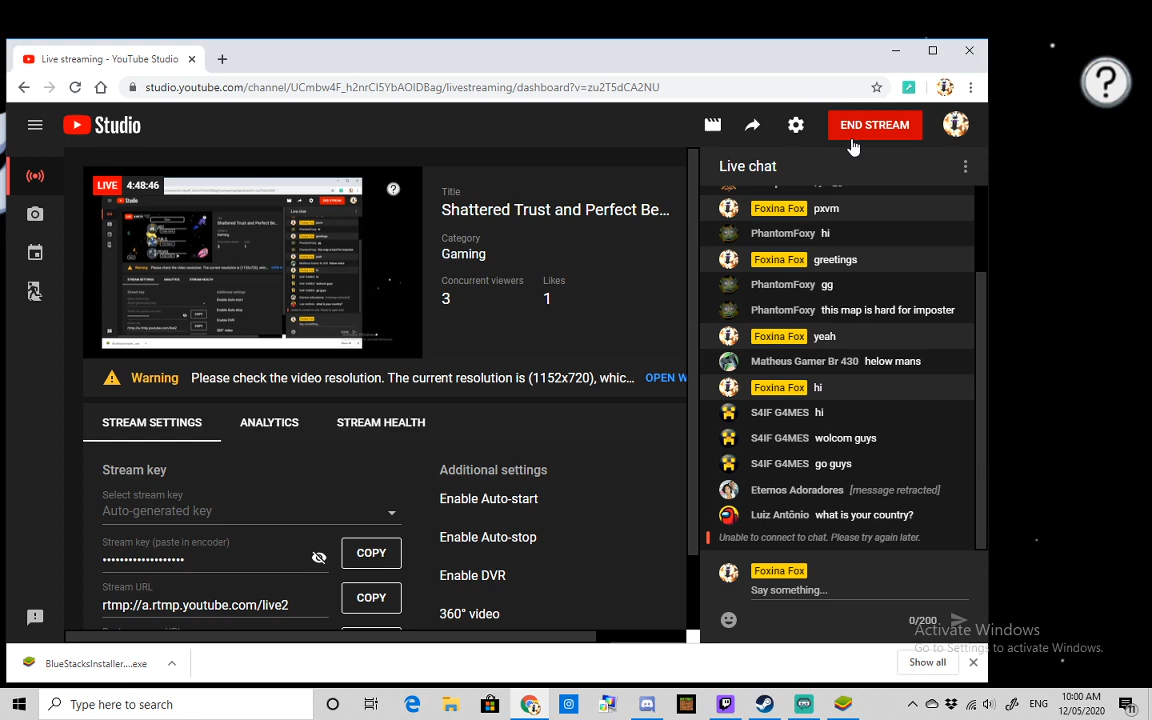 Live streaming - YouTube Studio
studio.youtube.com/channel/UCmbw4F_h2nrCI5YbAOIDBag/livestreaming/dashboard?v=zu2T5dCA2NU
Studio
END STREAM
LIVE 4:48:46
Title
Shattered Trust and Perfect Be...
Category
Gaming
Concurrent viewers Likes
3 1
Warning Please check the video resolution. The current resolution is (1152x720), whic... OPEN W
STREAM SETTINGS ANALYTICS STREAM HEALTH
Stream key
Select stream key
Auto-generated key
Stream key (paste in encoder)
•••••••••••••••••••
COPY
Stream URL
rtmp://a.rtmp.youtube.com/live2
COPY
Additional settings
Enable Auto-start
Enable Auto-stop
Enable DVR
360° video
Live chat
Foxina Fox pxvrn
PhantomFoxy hi
Foxina Fox greetings
PhantomFoxy gg
PhantomFoxy this map is hard for imposter
Foxina Fox yeah
Matheus Gamer Br 430 helow mans
Foxina Fox hi
S4IF G4MES hi
S4IF G4MES wolcom guys
S4IF G4MES go guys
Eternos Adoradores [message retracted]
Luiz Antônio what is your country?
Unable to connect to chat. Please try again later.
Foxina Fox
Say something...
0/200
Activate Windows
Go to Settings to activate Windows.
BlueStacksInstaller....exe
Show all
Type here to search
ENG
10:00 AM
12/05/2020
11